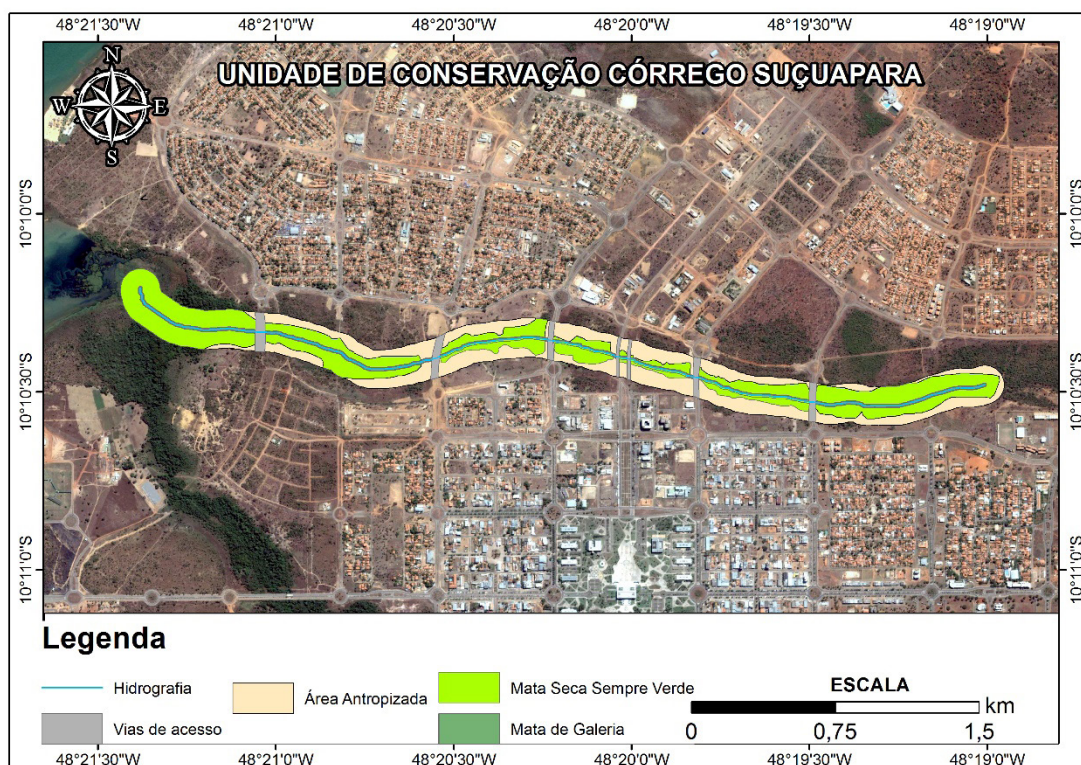 48°21'30"W 48°21'0"W 48°20'30"W 48°20'0"W 48°19'30"W 48°19'0"W
UNIDADE DE CONSERVAÇÃO CÓRREGO SUÇUAPARA
N
W E
S
10°10'0"S 10°10'0"S
10°10'30"S 10°10'30"S
10°11'0"S 10°11'0"S
Legenda
Hidrografia
Vias de acesso
Área Antropizada
Mata Seca Sempre Verde
Mata de Galeria
ESCALA
km
0 0,75 1,5
48°21'30"W 48°21'0"W 48°20'30"W 48°20'0"W 48°19'30"W 48°19'0"W